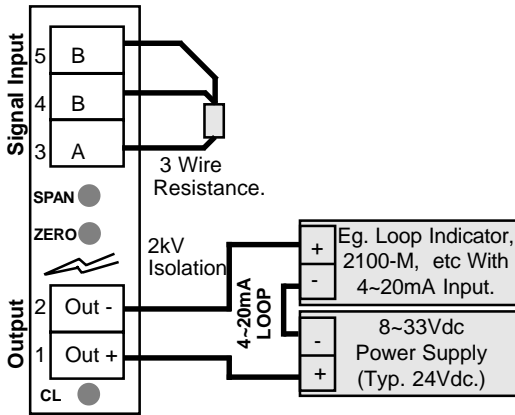 Signal Input
5 B
4 B
3 A
3 Wire
Resistance.
SPAN
ZERO
2kV
Isolation
Output
2 Out -
1 Out +
CL
4~20mA
LOOP
+
-
Eg. Loop Indicator,
2100-M, etc With
4~20mA Input.
-
+
8~33Vdc
Power Supply
(Typ. 24Vdc.)